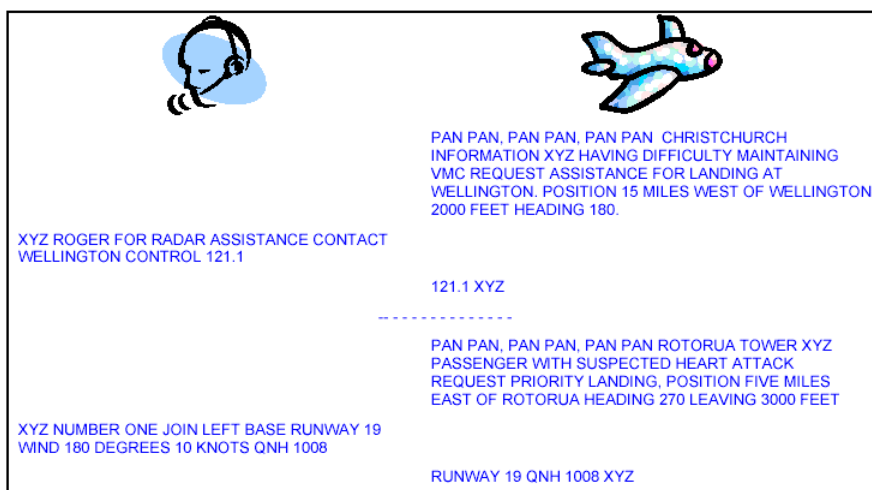 PAN PAN, PAN PAN, PAN PAN  CHRISTCHURCH
INFORMATION XYZ HAVING DIFFICULTY MAINTAINING
VMC REQUEST ASSISTANCE FOR LANDING AT
WELLINGTON. POSITION 15 MILES WEST OF WELLINGTON
2000 FEET HEADING 180.
XYZ ROGER FOR RADAR ASSISTANCE CONTACT
WELLINGTON CONTROL 121.1
121.1 XYZ
-- - - - - - - - - - - - -
PAN PAN, PAN PAN, PAN PAN ROTORUA TOWER XYZ
PASSENGER WITH SUSPECTED HEART ATTACK
REQUEST PRIORITY LANDING, POSITION FIVE MILES
EAST OF ROTORUA HEADING 270 LEAVING 3000 FEET
XYZ NUMBER ONE JOIN LEFT BASE RUNWAY 19
WIND 180 DEGREES 10 KNOTS QNH 1008
RUNWAY 19 QNH 1008 XYZ